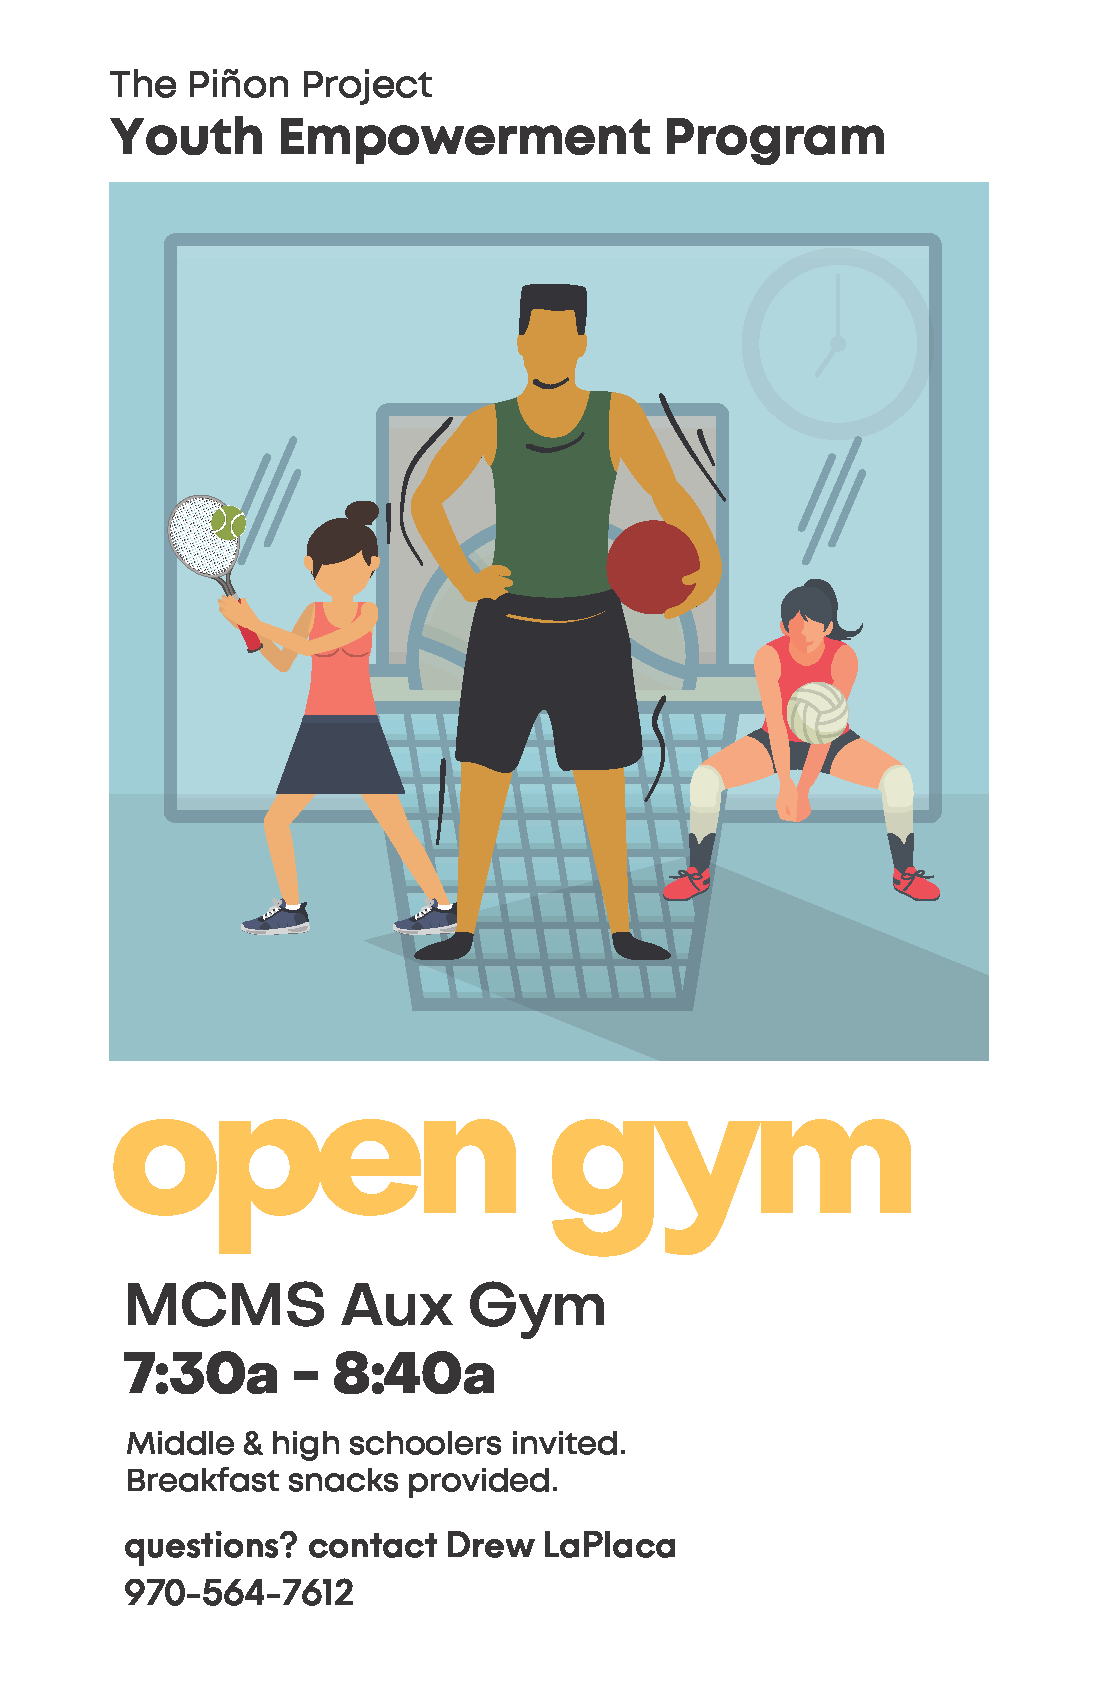 The Piñon Project
Youth Empowerment Program
open gym
MCMS Aux Gym
7:30a - 8:40a
Middle & high schoolers invited.
Breakfast snacks provided.
questions? contact Drew LaPlaca
970-564-7612